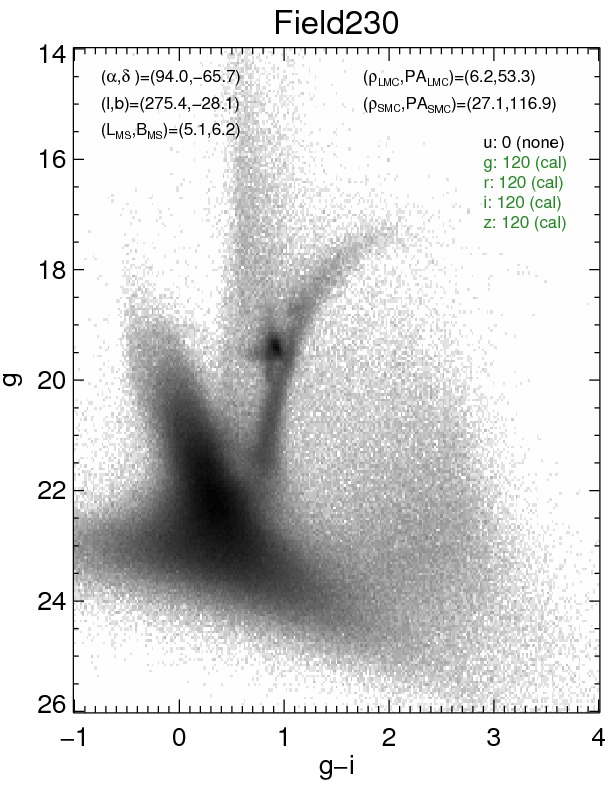 Field230
(α,δ )=(94.0,−65.7)
(ρLMC,PALMC)=(6.2,53.3)
(l,b)=(275.4,−28.1)
(ρSMC,PASMC)=(27.1,116.9)
(LMS,BMS)=(5.1,6.2)
u: 0 (none)
g: 120 (cal)
r: 120 (cal)
i: 120 (cal)
z: 120 (cal)
14
16
18
20
22
24
26
g
−1 0 1 2 3 4
g−i